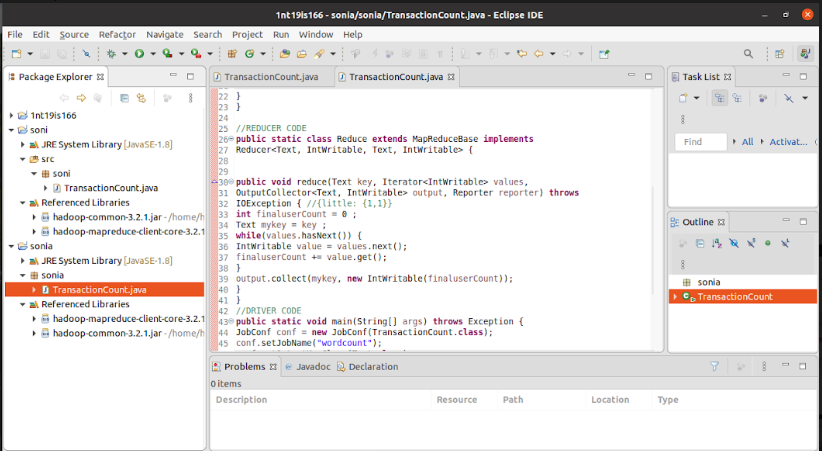 1nt19is166 - sonia/sonia/TransactionCount.java - Eclipse IDE
File Edit Source Refactor Navigate Search Project Run Window Help
Package Explorer
1nt19is166
soni
JRE System Library [JavaSE-1.8]
src
soni
TransactionCount.java
Referenced Libraries
hadoop-common-3.2.1.jar - /home/h
hadoop-mapreduce-client-core-3.2.1
sonia
JRE System Library [JavaSE-1.8]
sonia
TransactionCount.java
Referenced Libraries
hadoop-mapreduce-client-core-3.2.1
hadoop-common-3.2.1.jar - /home/h
TransactionCount.java TransactionCount.java
22 }
23 }
24
25 //REDUCER CODE
26 public static class Reduce extends MapReduceBase implements
27 Reducer<Text, IntWritable, Text, IntWritable> {
28
29
30 public void reduce(Text key, Iterator<IntWritable> values,
31 OutputCollector<Text, IntWritable> output, Reporter reporter) throws
32 IOException { //{little: {1,1}}
33 int finaluserCount = 0 ;
34 Text mykey = key ;
35 while(values.hasNext()) {
36 IntWritable value = values.next();
37 finaluserCount += value.get();
38 }
39 output.collect(mykey, new IntWritable(finaluserCount));
40 }
41 }
42 //DRIVER CODE
43 public static void main(String[] args) throws Exception {
44 JobConf conf = new JobConf(TransactionCount.class);
45 conf.setJobName("wordcount");
Task List
Find All Activat...
Outline
sonia
TransactionCount
Problems Javadoc Declaration
0 items
Description Resource Path Location Type